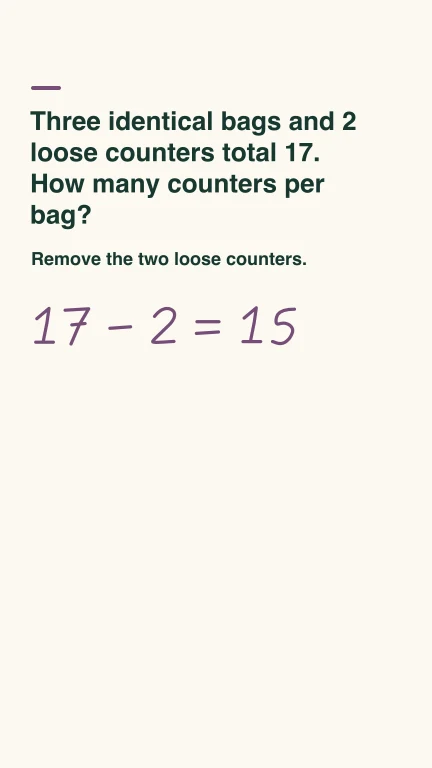 Three identical bags and 2
loose counters total 17.
How many counters per
bag?
Remove the two loose counters.
17 − 2 = 15